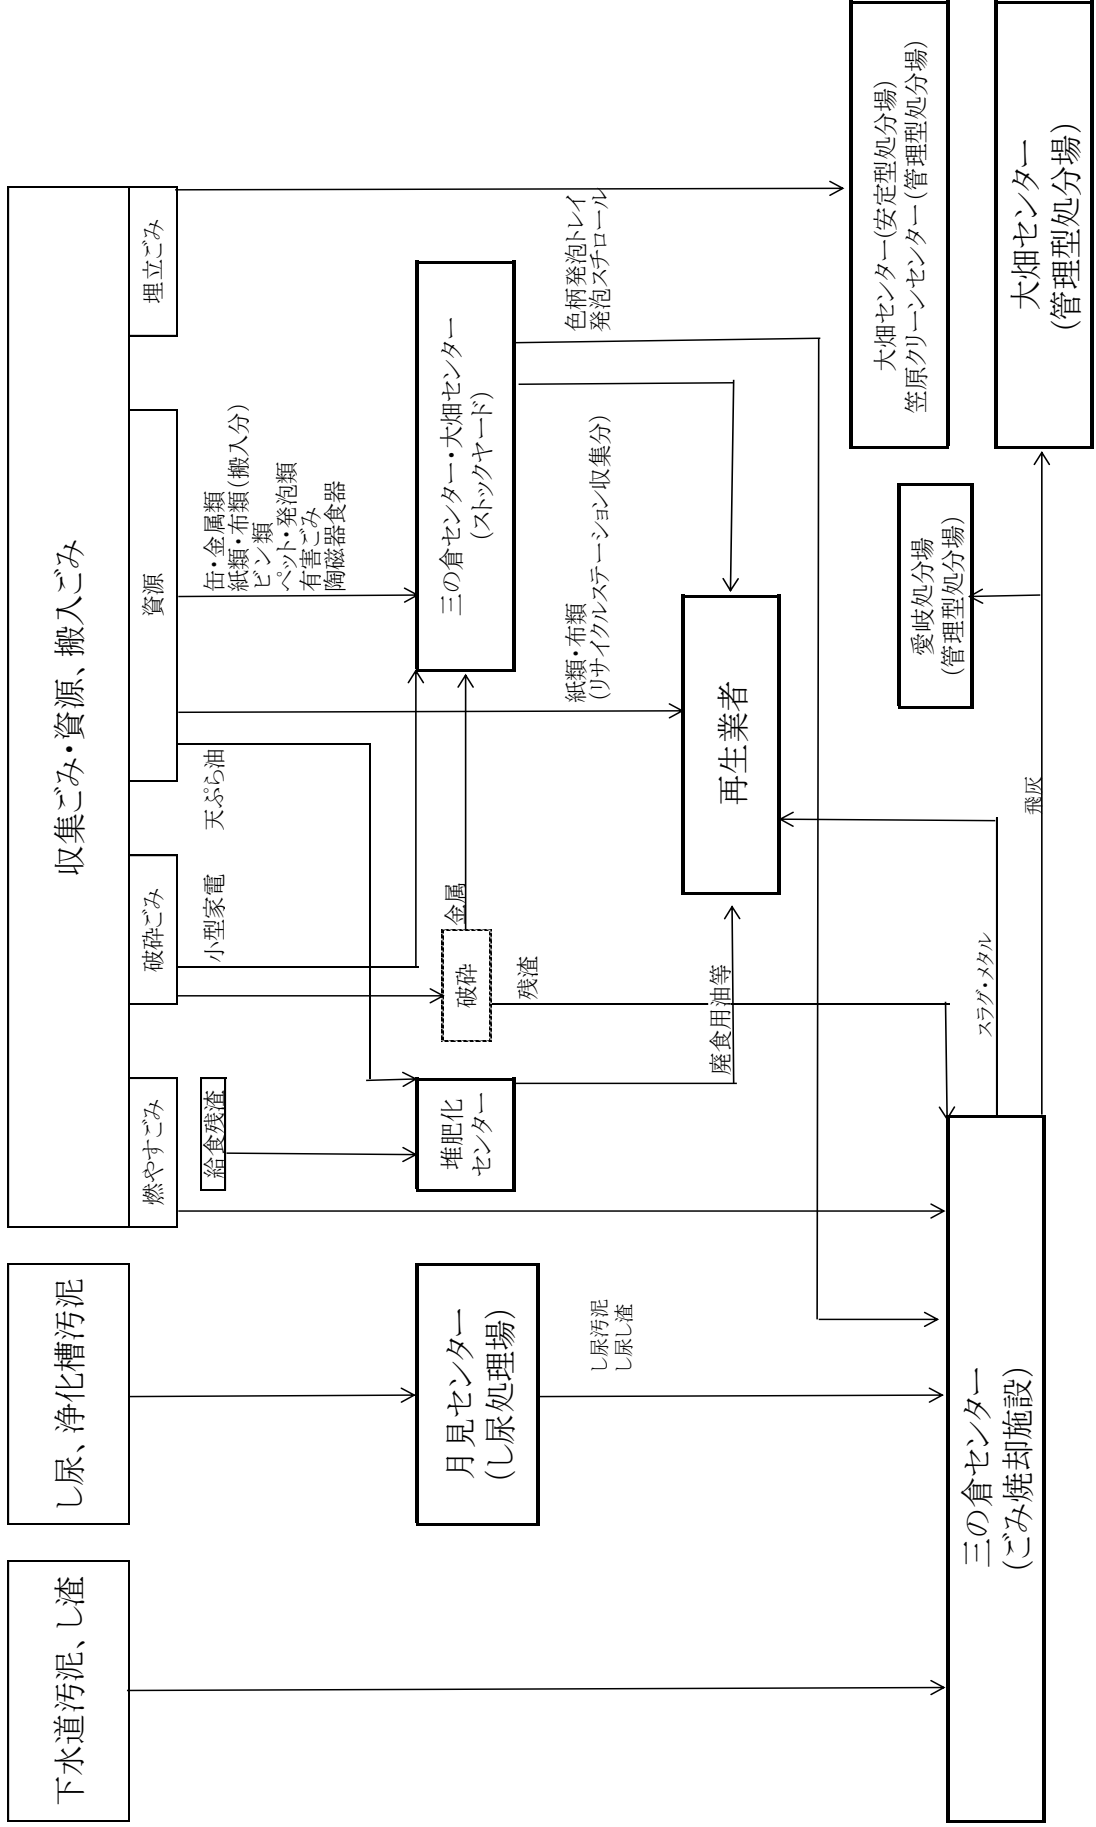 下水道汚泥、し渣
し尿、浄化槽汚泥
収集ごみ・資源、搬入ごみ
燃やすごみ
破砕ごみ
資源
埋立ごみ
給食残渣
小型家電
天ぷら油
缶・金属類
紙類・布類(搬入分)
ビン類
ペット・発泡類
有害ごみ
陶磁器食器
月見センター
(し尿処理場)
堆肥化
センター
破砕
金属
三の倉センター・大畑センター
(ストックヤード)
残渣
し尿汚泥
し尿し渣
紙類・布類
(リサイクルステーション収集分)
色柄発泡トレイ
発泡スチロール
廃食用油等
再生業者
大畑センター(安定型処分場)
笠原クリーンセンター(管理型処分場)
愛岐処分場
(管理型処分場)
三の倉センター
(ごみ焼却施設)
スラグ・メタル
飛灰
大畑センター
(管理型処分場)